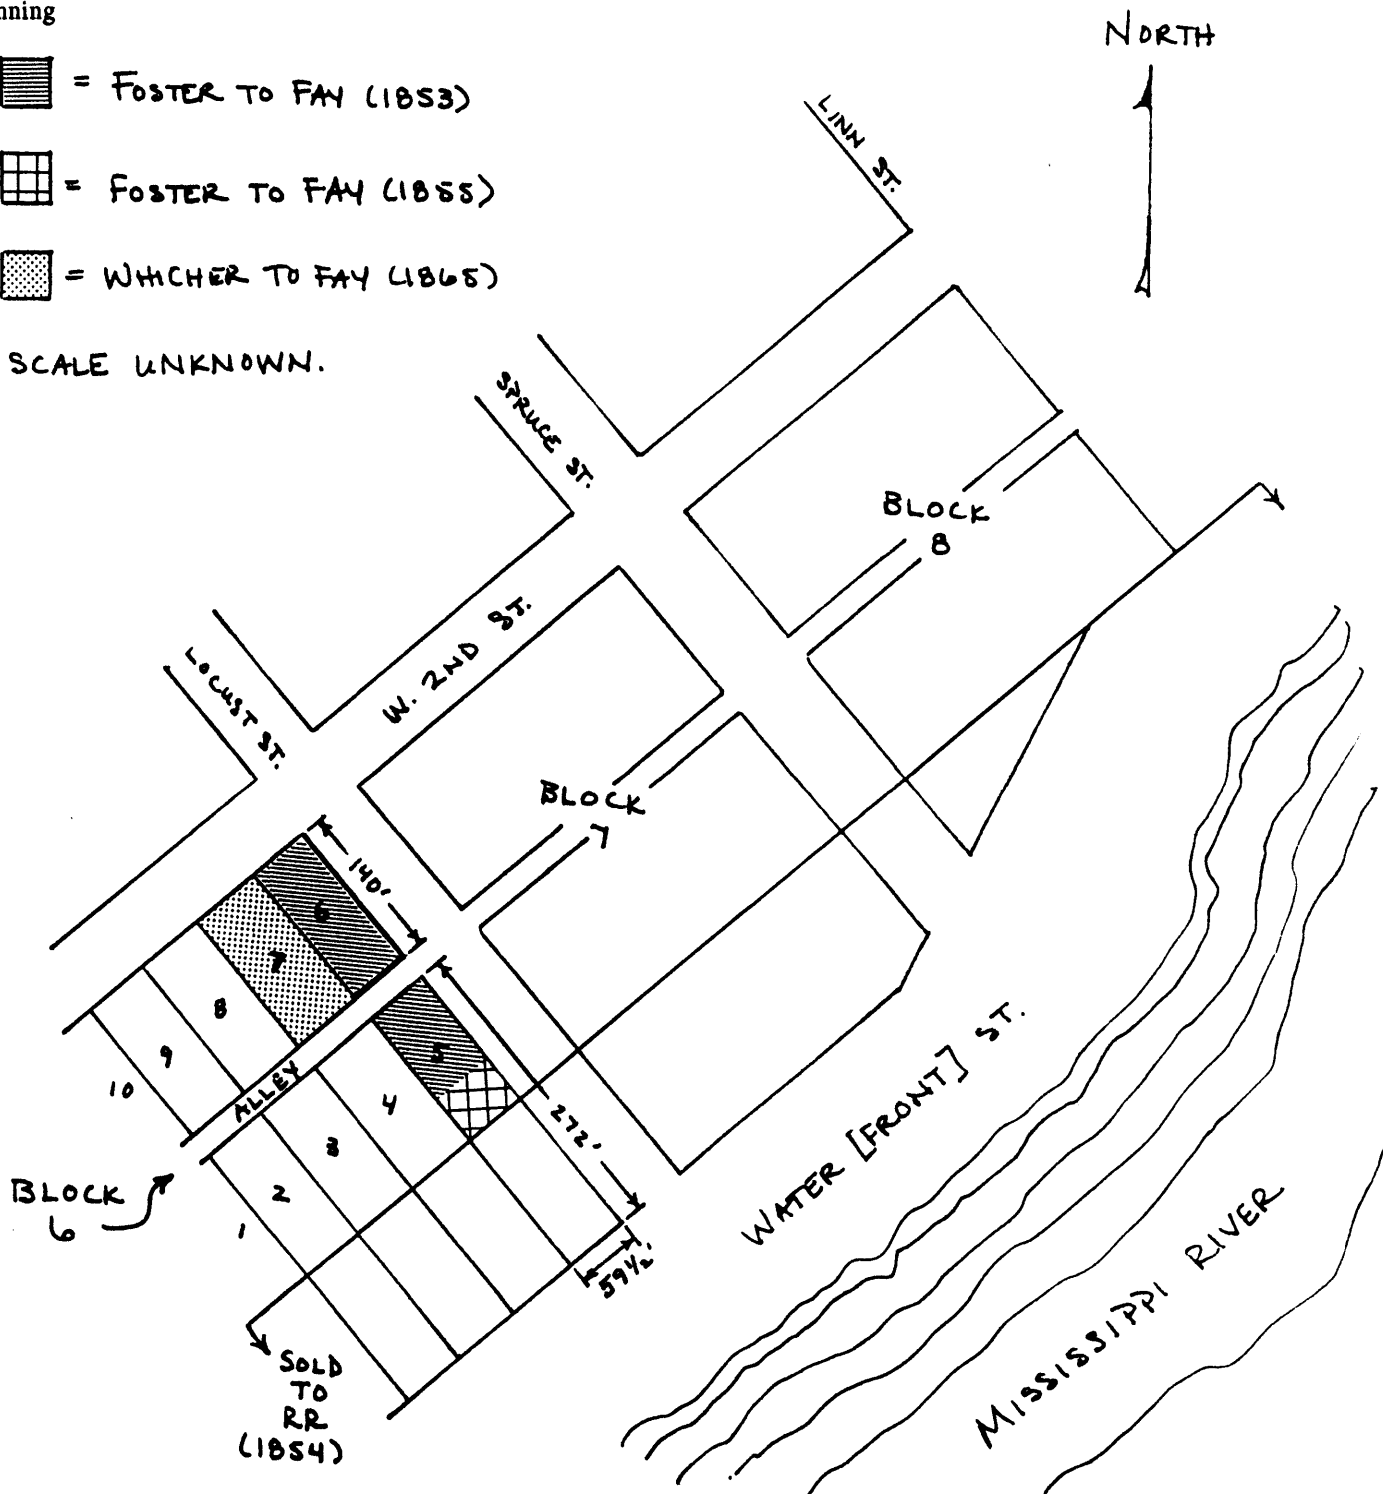 nning
NORTH
= FOSTER TO FAY (1853)
= FOSTER TO FAY (1855)
= WHICHER TO FAY (1865)
SCALE UNKNOWN.
LINN ST.
SPRUCE ST.
BLOCK
8
W. 2ND ST.
LOCUST ST.
BLOCK
7
140'
6
7
8
9
10
ALLEY
5
4
3
2
1
272'
59 1/2'
BLOCK
6
WATER [FRONT] ST.
MISSISSIPPI RIVER
SOLD
TO
RR
(1854)